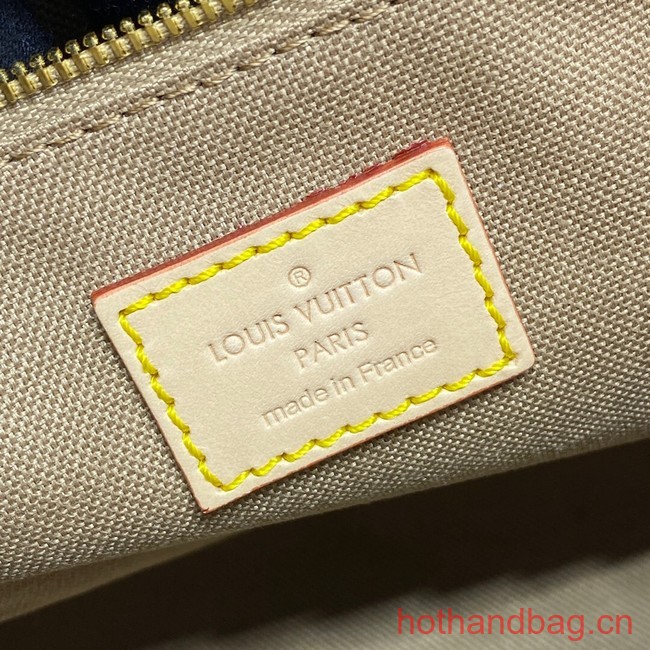 ®
LOUIS VUITTON
PARIS
made in France
hothandbag.cn